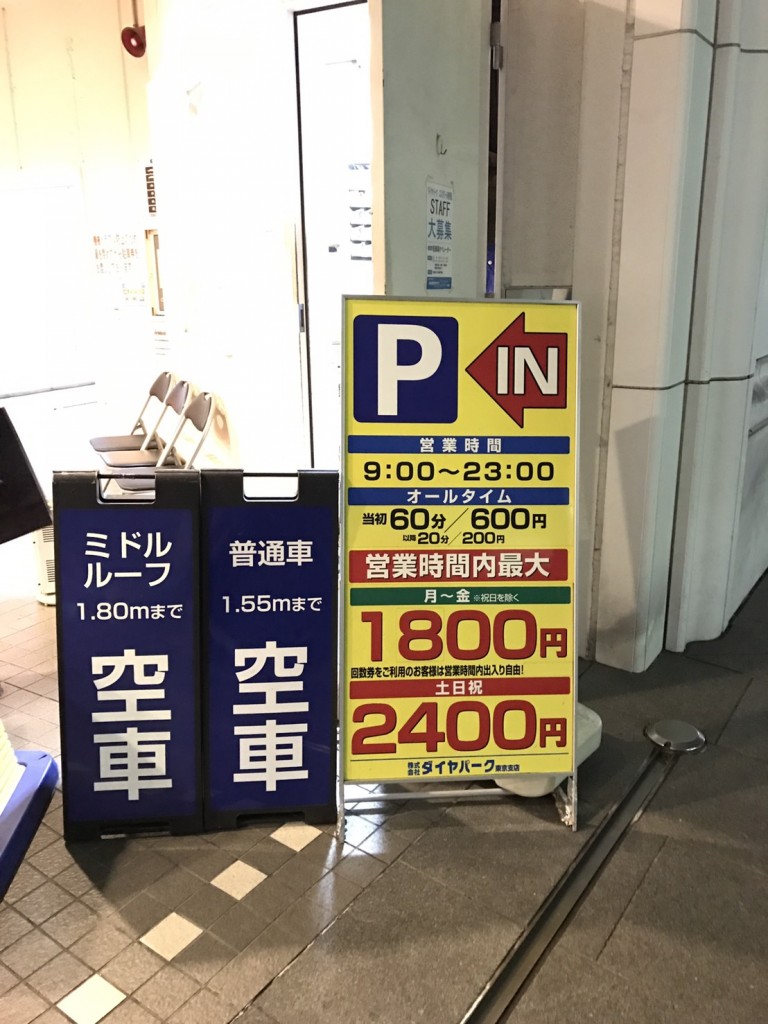 STAFF
大募集
P
IN
営業時間
9:00〜23:00
オールタイム
当初60分/600円
以降20分/200円
営業時間内最大
月〜金 ※祝日を除く
1800円
回数券をご利用のお客様は営業時間内出入り自由!
土日祝
2400円
株式会社ダイヤパーク東京支店
ミドル
ルーフ
1.80mまで
空車
普通車
1.55mまで
空車